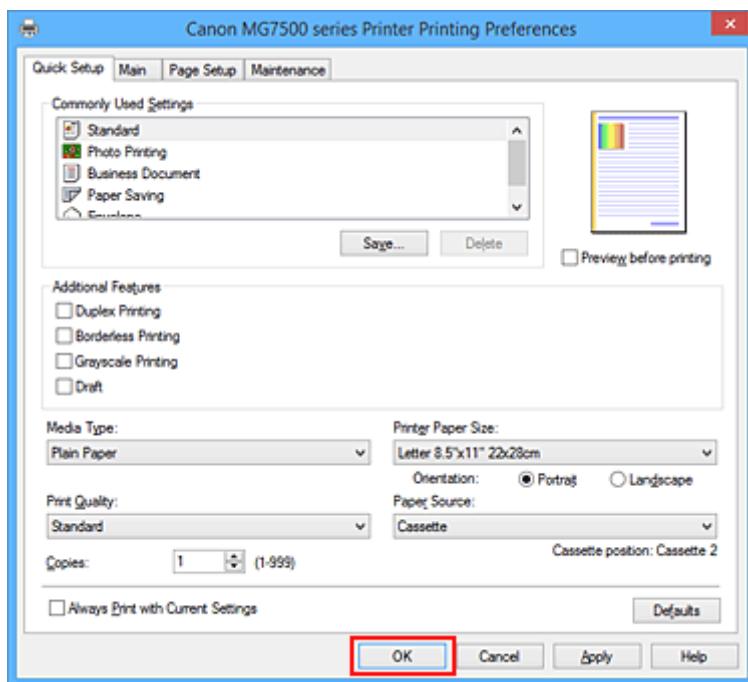 Canon MG7500 series Printer Printing Preferences
Quick Setup Main Page Setup Maintenance
Commonly Used Settings
Standard
Photo Printing
Business Document
Paper Saving
Envelope
Save... Delete
Preview before printing
Additional Features
Duplex Printing
Borderless Printing
Grayscale Printing
Draft
Media Type: Printer Paper Size:
Plain Paper Letter 8.5"x11" 22x28cm
Orientation: Portrait Landscape
Print Quality: Paper Source:
Standard Cassette
Cassette position: Cassette 2
Copies: 1 (1-999)
Always Print with Current Settings Defaults
OK Cancel Apply Help